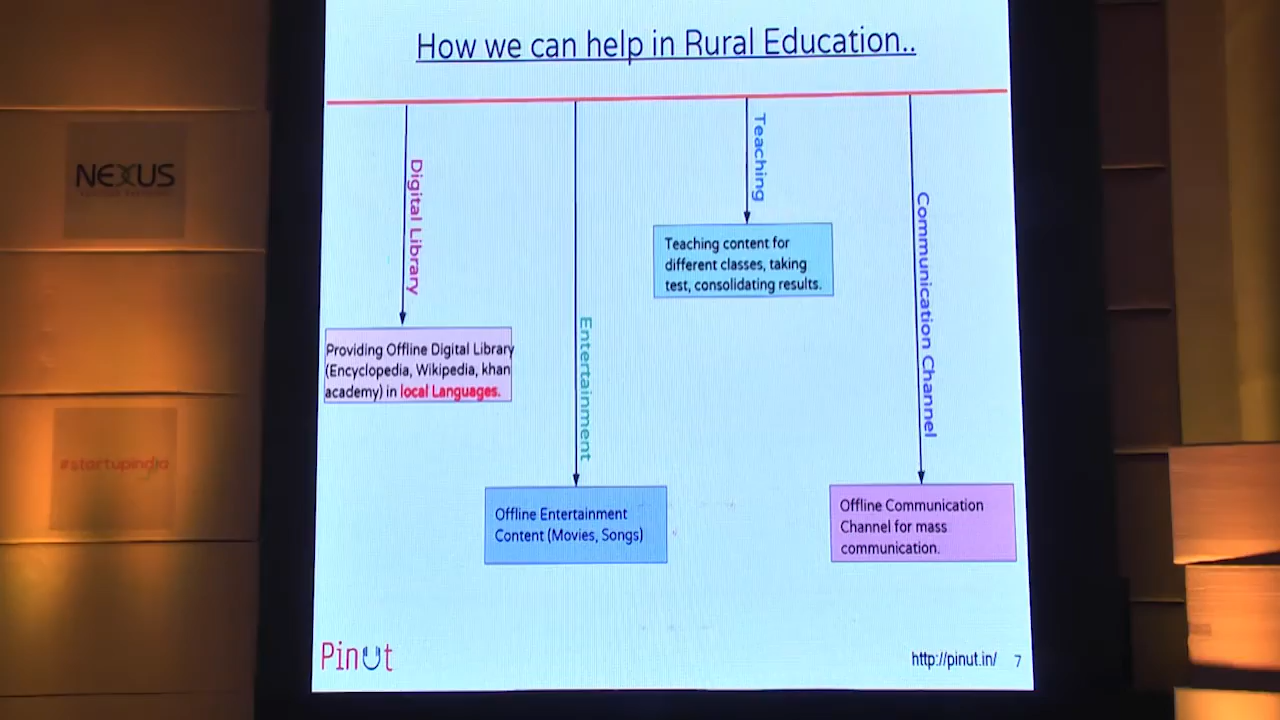 How we can help in Rural Education..
NEXUS
#startupindia
Digital Library
Providing Offline Digital Library
(Encyclopedia, Wikipedia, khan
academy) in local Languages.
Entertainment
Offline Entertainment
Content (Movies, Songs)
Teaching
Teaching content for
different classes, taking
test, consolidating results.
Communication Channel
Offline Communication
Channel for mass
communication.
Pinut
http://pinut.in/ 7